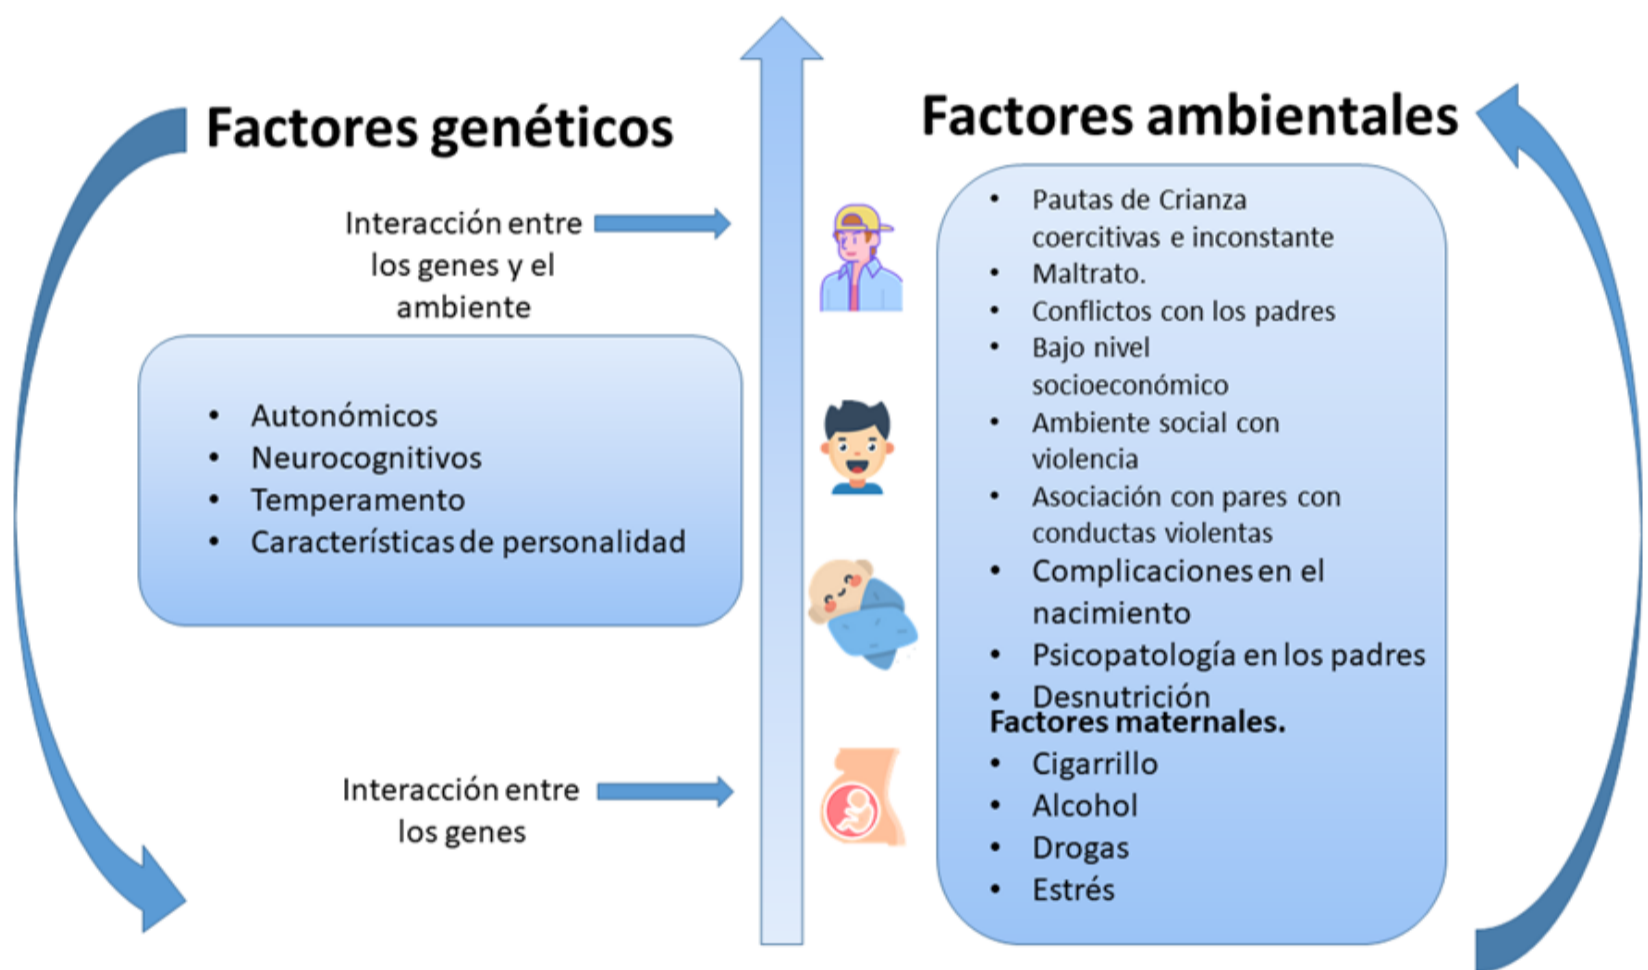 Factores genéticos
Interacción entre
los genes y el
ambiente
• Autonómicos
• Neurocognitivos
• Temperamento
• Características de personalidad
Interacción entre
los genes
Factores ambientales
• Pautas de Crianza
coercitivas e inconstante
• Maltrato.
• Conflictos con los padres
• Bajo nivel
socioeconómico
• Ambiente social con
violencia
• Asociación con pares con
conductas violentas
• Complicaciones en el
nacimiento
• Psicopatología en los padres
• Desnutrición
Factores maternales.
• Cigarrillo
• Alcohol
• Drogas
• Estrés